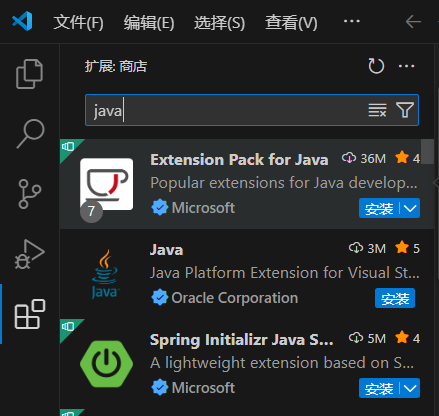 文件(F) 编辑(E) 选择(S) 查看(V) ...
扩展: 商店 ...
java
Extension Pack for Java 36M 4
Popular extensions for Java develop...
7
Microsoft 安装
Java 3M 5
Java Platform Extension for Visual St...
Java
Oracle Corporation 安装
Spring Initializr Java S... 5M 4
A lightweight extension based on S...
Microsoft 安装